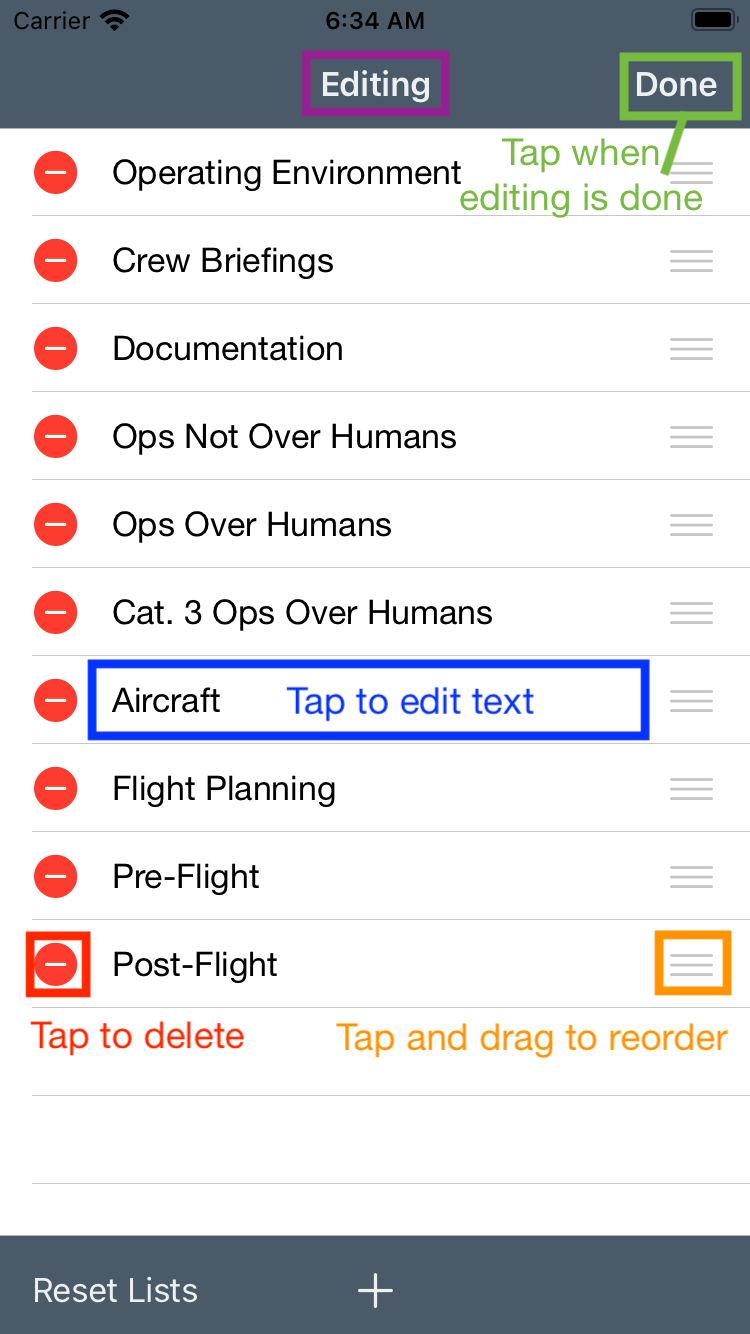 Carrier 6:34 AM
Editing Done
Tap when
Operating Environment
editing is done
Crew Briefings
Documentation
Ops Not Over Humans
Ops Over Humans
Cat. 3 Ops Over Humans
Aircraft Tap to edit text
Flight Planning
Pre-Flight
Post-Flight
Tap to delete Tap and drag to reorder
Reset Lists +